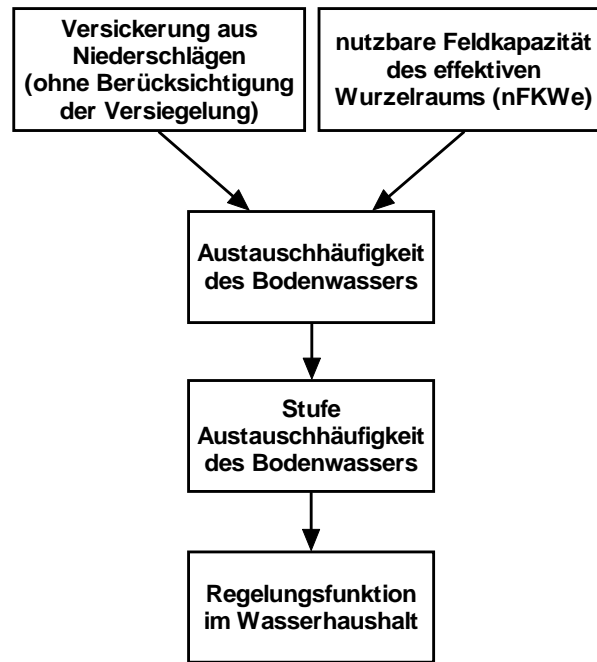 Versickerung aus
Niederschlägen
(ohne Berücksichtigung
der Versiegelung)
nutzbare Feldkapazität
des effektiven
Wurzelraums (nFKWe)
Austauschhäufigkeit
des Bodenwassers
Stufe
Austauschhäufigkeit
des Bodenwassers
Regelungsfunktion
im Wasserhaushalt